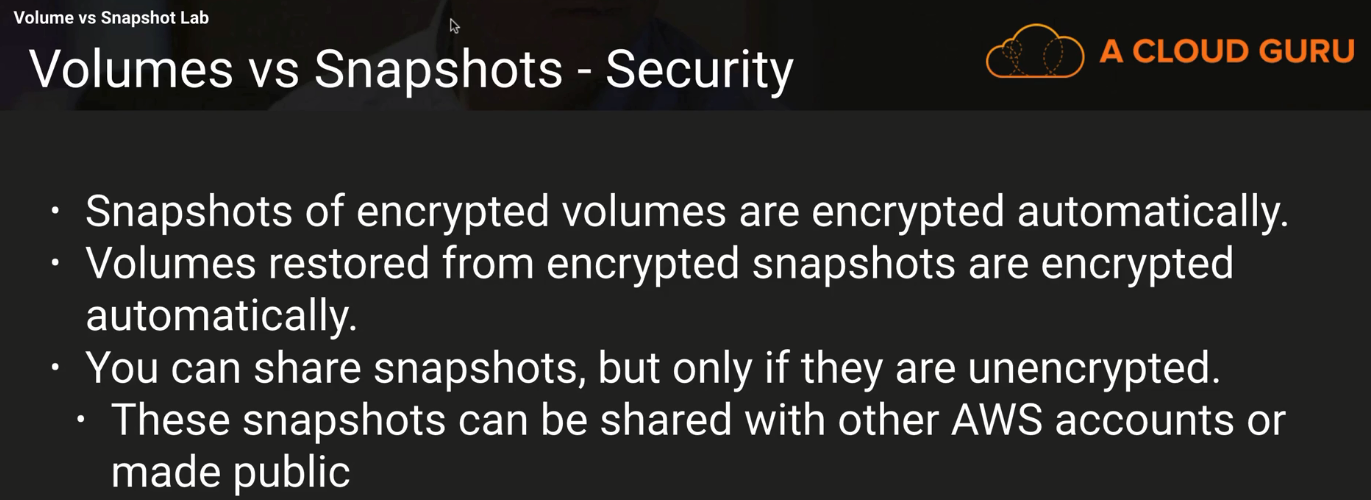 Volume vs Snapshot Lab
Volumes vs Snapshots - Security
A CLOUD GURU
• Snapshots of encrypted volumes are encrypted automatically.
• Volumes restored from encrypted snapshots are encrypted
automatically.
• You can share snapshots, but only if they are unencrypted.
• These snapshots can be shared with other AWS accounts or
made public